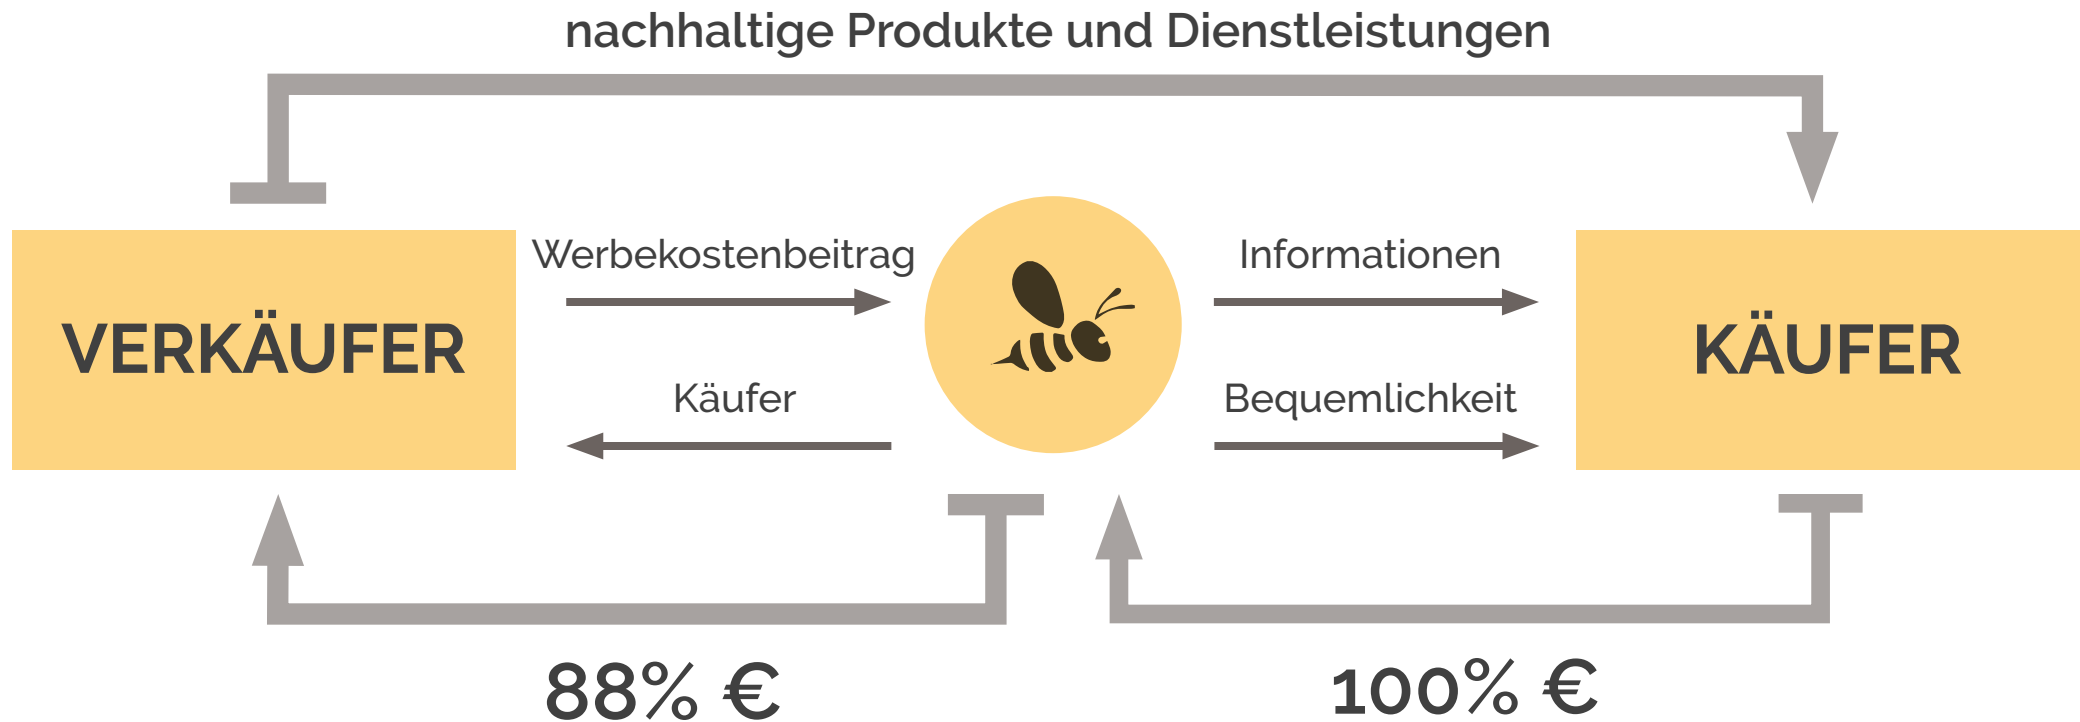 nachhaltige Produkte und Dienstleistungen
VERKÄUFER
Werbekostenbeitrag
Käufer
Informationen
Bequemlichkeit
KÄUFER
88% €
100% €